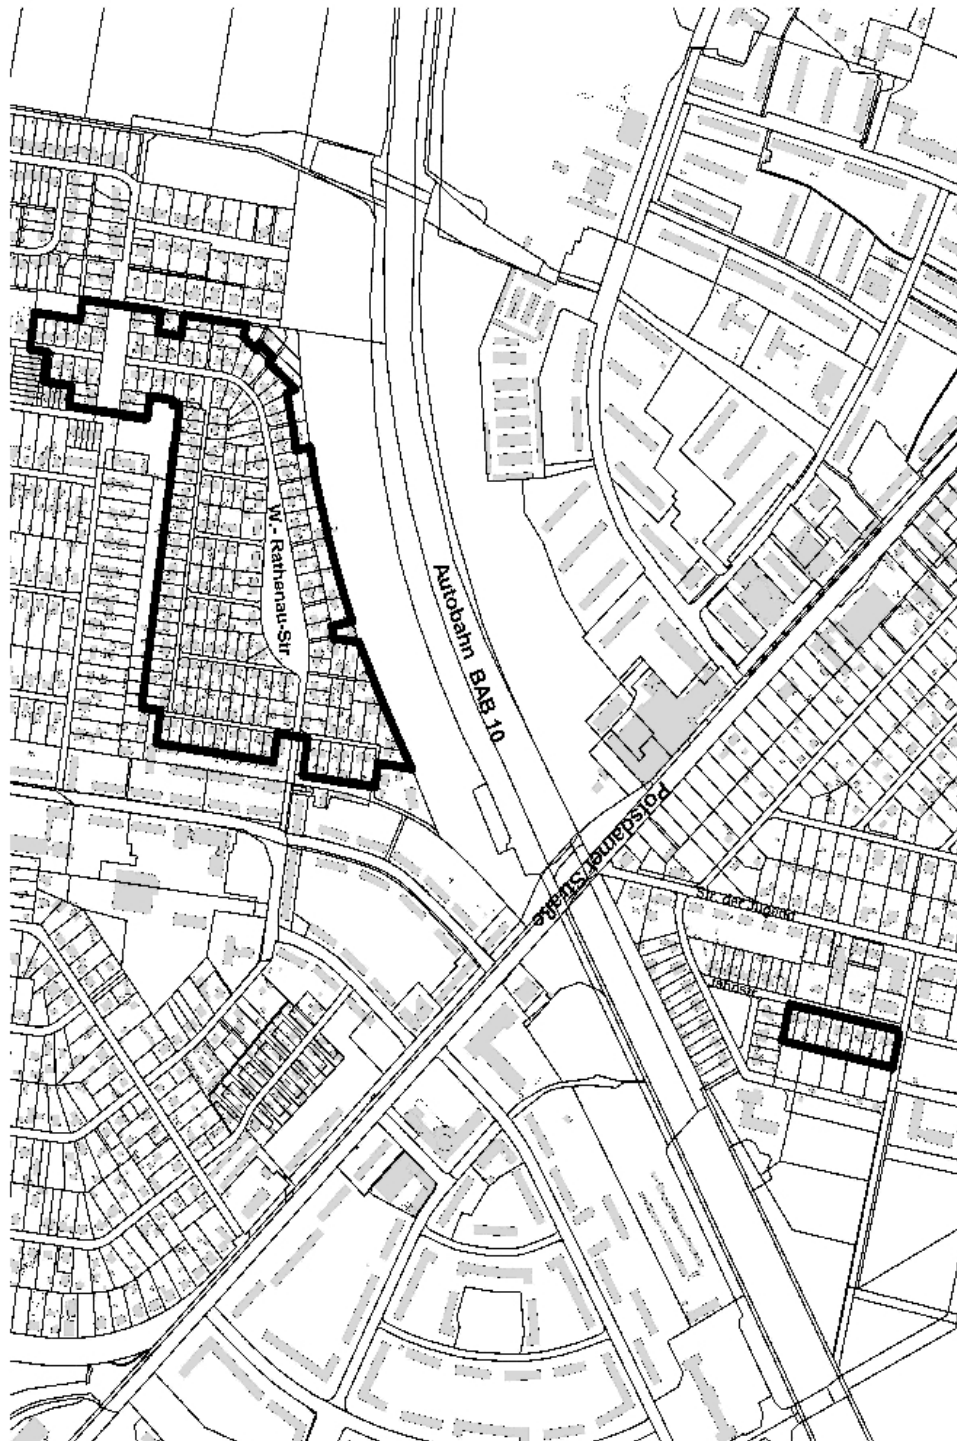 W.- Rathenau-Str
Autobahn BAB 10
Potsdamer Straße
Str. der Jugend
Jahnstr.